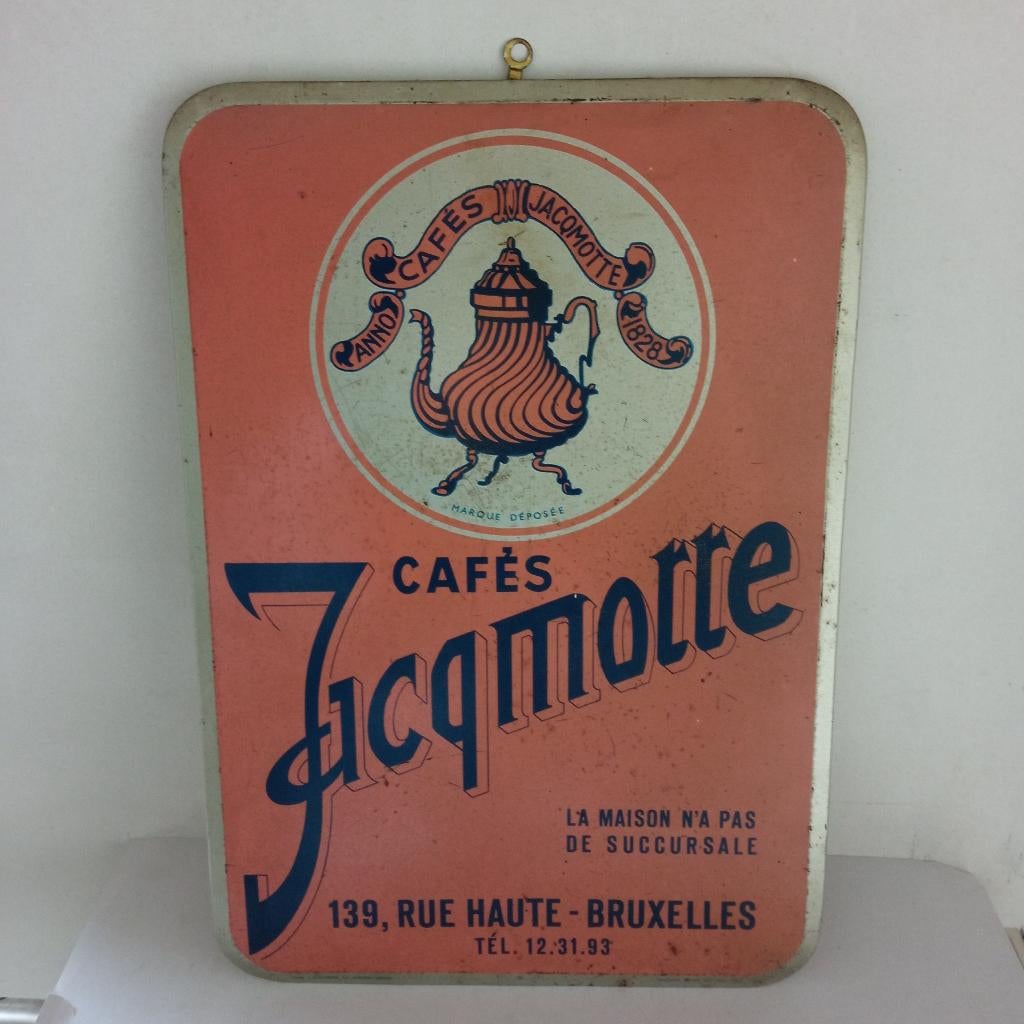 CAFÉS JACQMOTTE
ANNO 1828
MARQUE DÉPOSÉE
CAFÉS
Jacqmotte
LA MAISON N'A PAS
DE SUCCURSALE
139, RUE HAUTE - BRUXELLES
TÉL. 12.31.93